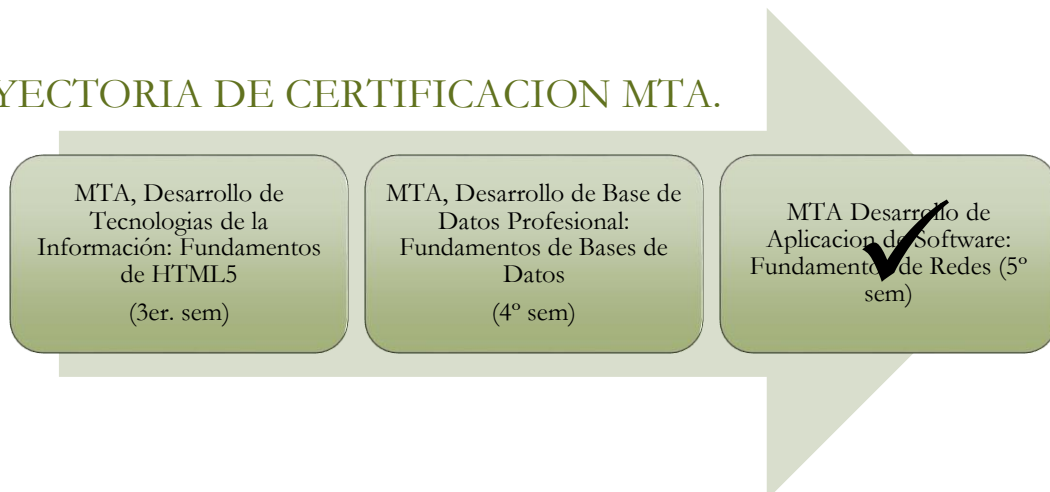 YECTORIA DE CERTIFICACION MTA.
MTA, Desarrollo de
Tecnologias de la
Información: Fundamentos
de HTML5
(3er. sem)
MTA, Desarrollo de Base de
Datos Profesional:
Fundamentos de Bases de
Datos
(4º sem)
MTA Desarrollo de
Aplicacion de Software:
Fundamentos de Redes (5º
sem)